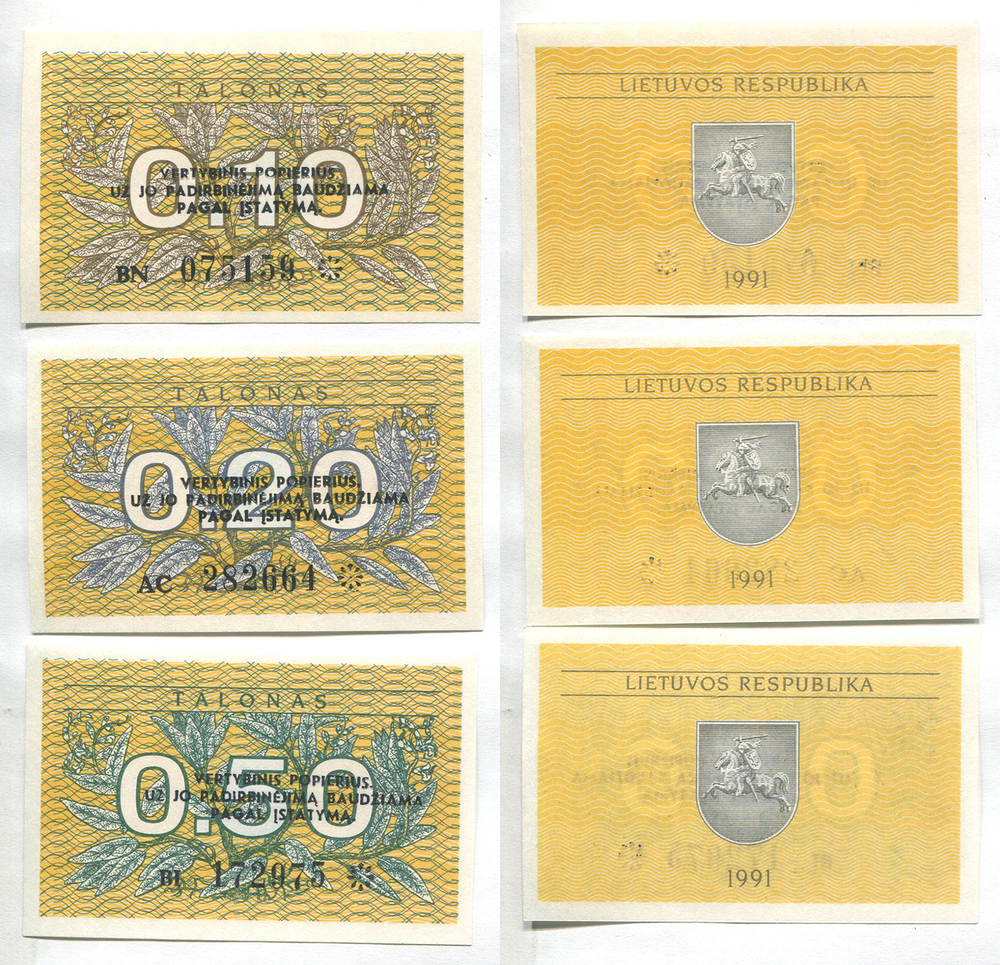 TALONAS
0.10
VERTYBINIS POPIERIUS.
UŽ JO PADIRBINĖJIMĄ BAUDŽIAMA
PAGAL ĮSTATYMĄ.
BN 075159
LIETUVOS RESPUBLIKA
1991
TALONAS
0.20
VERTYBINIS POPIERIUS.
UŽ JO PADIRBINĖJIMĄ BAUDŽIAMA
PAGAL ĮSTATYMĄ.
AC 282664
LIETUVOS RESPUBLIKA
1991
TALONAS
0.50
VERTYBINIS POPIERIUS.
UŽ JO PADIRBINĖJIMĄ BAUDŽIAMA
PAGAL ĮSTATYMĄ.
172075
LIETUVOS RESPUBLIKA
1991